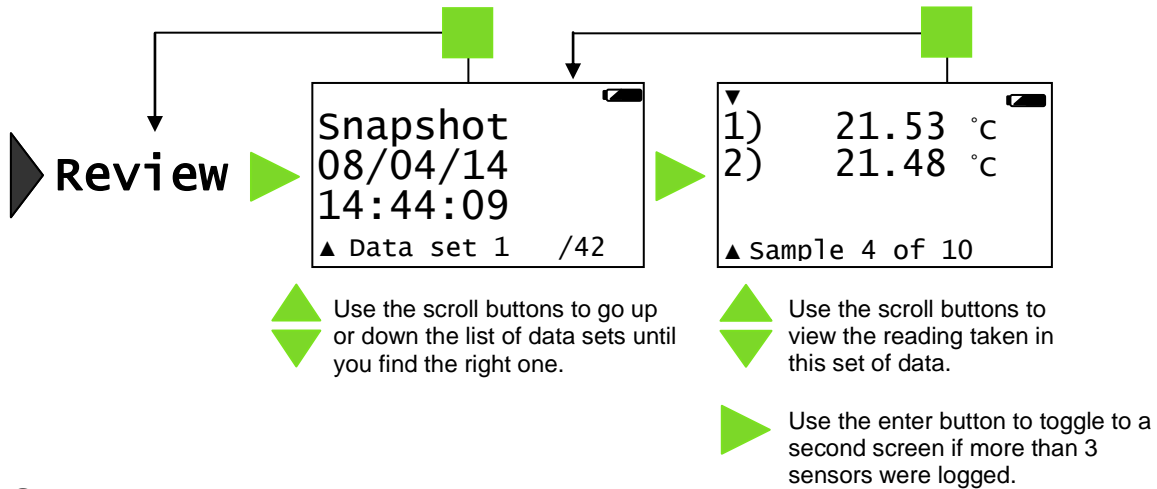 Review
Snapshot
08/04/14
14:44:09
▲ Data set 1 /42
▼
1) 21.53 °C
2) 21.48 °C
▲ Sample 4 of 10
Use the scroll buttons to go up
or down the list of data sets until
you find the right one.
Use the scroll buttons to
view the reading taken in
this set of data.
Use the enter button to toggle to a
second screen if more than 3
sensors were logged.